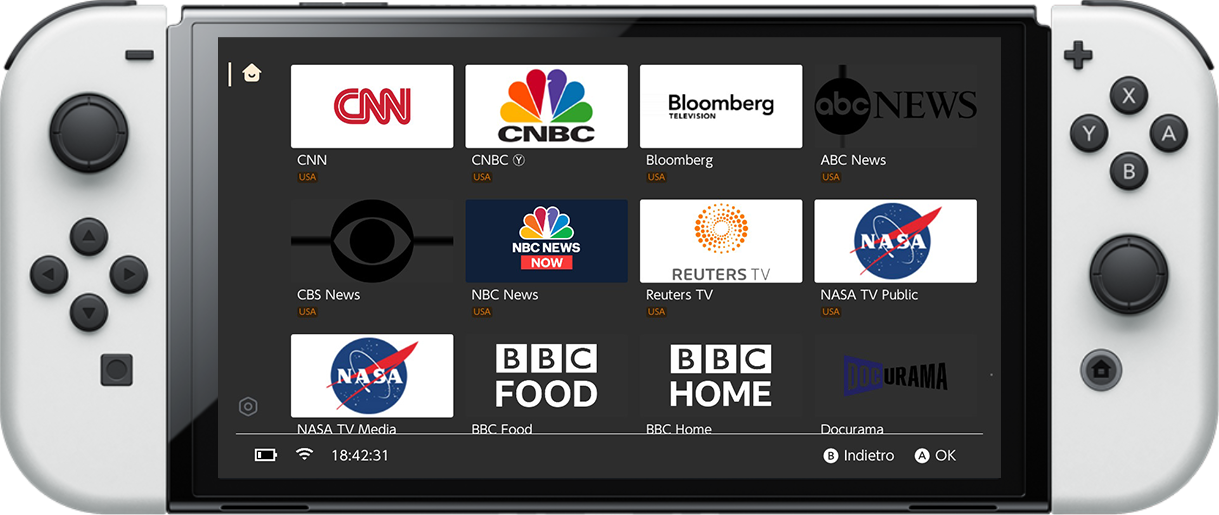 CNN
CNBC
Bloomberg
TELEVISION
abc NEWS
CNN
CNBC Ⓨ
Bloomberg
ABC News
USA
USA
USA
USA
NBC NEWS
NOW
REUTERS TV
NASA
CBS News
NBC News
Reuters TV
NASA TV Public
USA
USA
USA
USA
NASA
BBC
FOOD
BBC
HOME
DOCURAMA
NASA TV Media
BBC Food
BBC Home
Docurama
18:42:31
B Indietro
A OK
X
Y
A
B